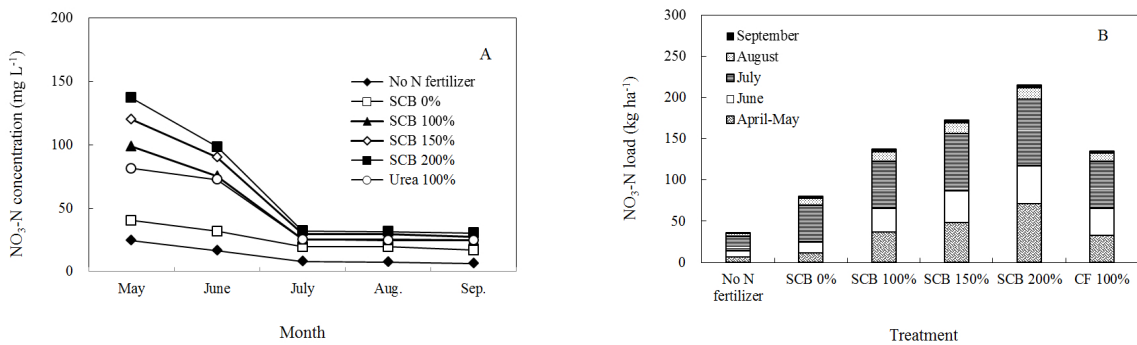 200
150
100
50
0
NO3-N concentration (mg L-1)
A
No N fertilizer
SCB 0%
SCB 100%
SCB 150%
SCB 200%
Urea 100%
May June July Aug. Sep.
Month
300
250
200
150
100
50
0
NO3-N load (kg ha-1)
B
September
August
July
June
April-May
No N
fertilizer
SCB 0% SCB 100% SCB 150% SCB 200% CF 100%
Treatment